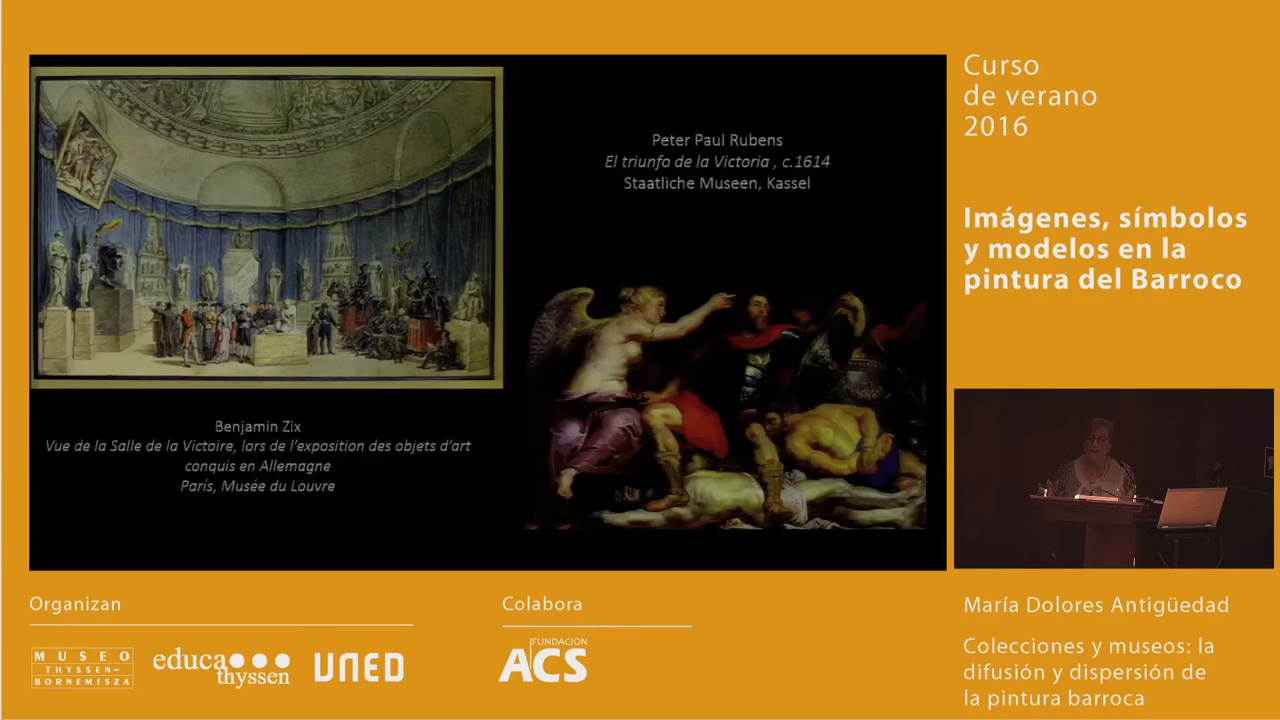 Peter Paul Rubens
El triunfo de la Victoria , c.1614
Staatliche Museen, Kassel
Benjamin Zix
Vue de la Salle de la Victoire, lors de l'exposition des objets d'art
conquis en Allemagne
París, Musée du Louvre
Curso
de verano
2016
Imágenes, símbolos
y modelos en la
pintura del Barroco
Organizan
MUSEO
THYSSEN-
BORNEMISZA
educa
thyssen
UNED
Colabora
FUNDACION
ACS
María Dolores Antigüedad
Colecciones y museos: la
difusión y dispersión de
la pintura barroca